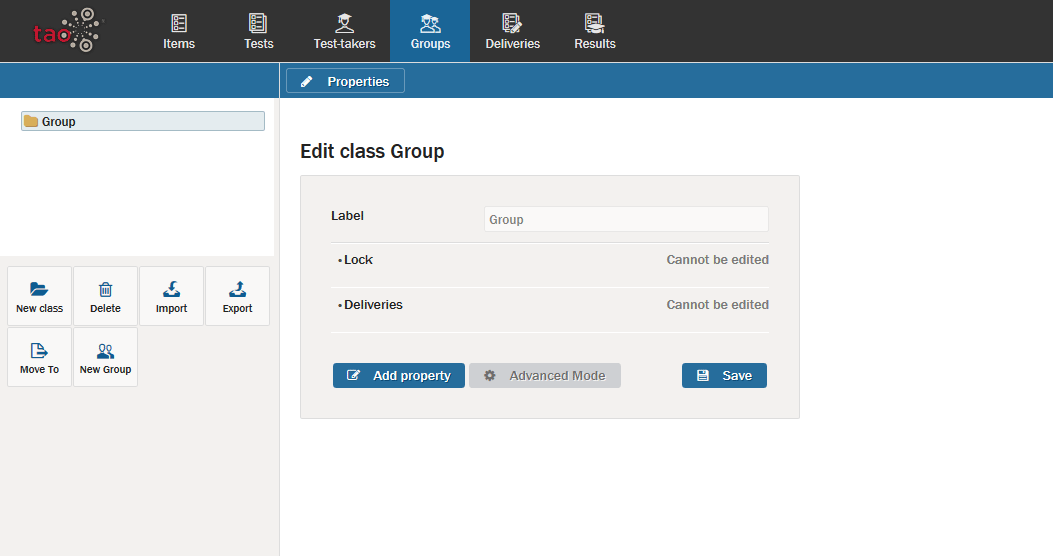 tao
Items
Tests
Test-takers
Groups
Deliveries
Results
Properties
Group
New class
Delete
Import
Export
Move To
New Group
Edit class Group
Label
Group
Lock Cannot be edited
Deliveries Cannot be edited
Add property
Advanced Mode
Save